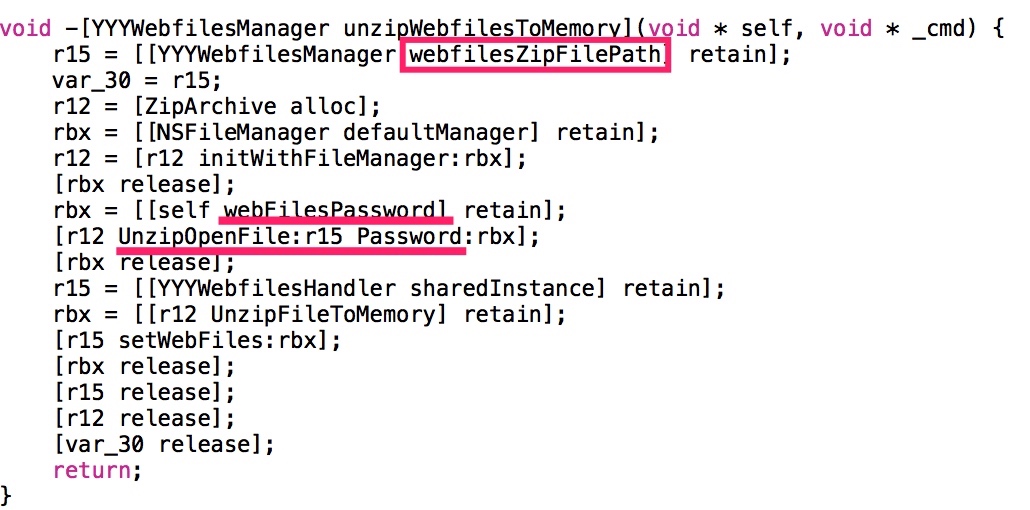 void -[YYYWebfilesManager unzipWebfilesToMemory](void * self, void * _cmd) {
    r15 = [[YYYWebfilesManager webfilesZipFilePath] retain];
    var_30 = r15;
    r12 = [ZipArchive alloc];
    rbx = [[NSFileManager defaultManager] retain];
    r12 = [r12 initWithFileManager:rbx];
    [rbx release];
    rbx = [[self webFilesPassword] retain];
    [r12 UnzipOpenFile:r15 Password:rbx];
    [rbx release];
    r15 = [[YYYWebfilesHandler sharedInstance] retain];
    rbx = [[r12 UnzipFileToMemory] retain];
    [r15 setWebFiles:rbx];
    [rbx release];
    [r15 release];
    [r12 release];
    [var_30 release];
    return;
}